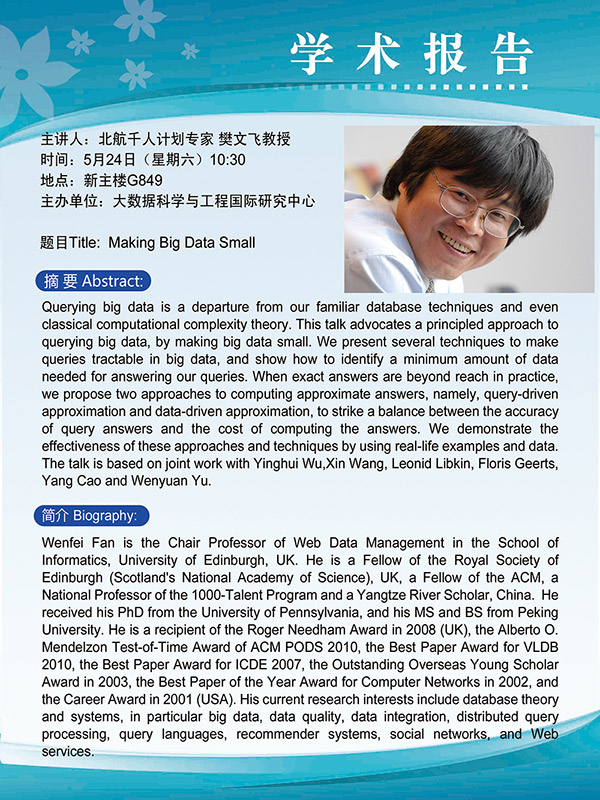 学术报告
主讲人：北航千人计划专家 樊文飞教授
时间：5月24日（星期六）10:30
地点：新主楼G849
主办单位：大数据科学与工程国际研究中心
题目Title: Making Big Data Small
摘 要 Abstract:
Querying big data is a departure from our familiar database techniques and even
classical computational complexity theory. This talk advocates a principled approach to
querying big data, by making big data small. We present several techniques to make
queries tractable in big data, and show how to identify a minimum amount of data
needed for answering our queries. When exact answers are beyond reach in practice,
we propose two approaches to computing approximate answers, namely, query-driven
approximation and data-driven approximation, to strike a balance between the accuracy
of query answers and the cost of computing the answers. We demonstrate the
effectiveness of these approaches and techniques by using real-life examples and data.
The talk is based on joint work with Yinghui Wu,Xin Wang, Leonid Libkin, Floris Geerts,
Yang Cao and Wenyuan Yu.
简介 Biography:
Wenfei Fan is the Chair Professor of Web Data Management in the School of
Informatics, University of Edinburgh, UK. He is a Fellow of the Royal Society of
Edinburgh (Scotland's National Academy of Science), UK, a Fellow of the ACM, a
National Professor of the 1000-Talent Program and a Yangtze River Scholar, China. He
received his PhD from the University of Pennsylvania, and his MS and BS from Peking
University. He is a recipient of the Roger Needham Award in 2008 (UK), the Alberto O.
Mendelzon Test-of-Time Award of ACM PODS 2010, the Best Paper Award for VLDB
2010, the Best Paper Award for ICDE 2007, the Outstanding Overseas Young Scholar
Award in 2003, the Best Paper of the Year Award for Computer Networks in 2002, and
the Career Award in 2001 (USA). His current research interests include database theory
and systems, in particular big data, data quality, data integration, distributed query
processing, query languages, recommender systems, social networks, and Web
services.